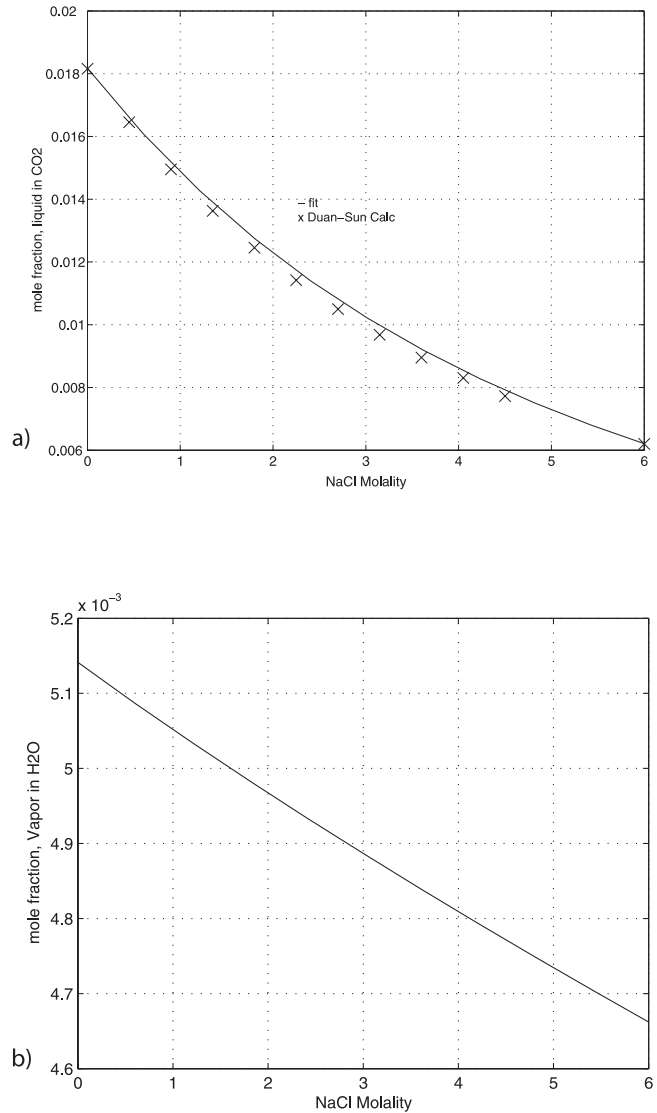 0.02
0.018
0.016
0.014
0.012
0.01
0.008
0.006
mole fraction, liquid in CO2
– fit
x Duan–Sun Calc
0 1 2 3 4 5 6
NaCl Molality
a)
x 10–3
5.2
5.1
5
4.9
4.8
4.7
4.6
mole fraction, Vapor in H2O
0 1 2 3 4 5 6
NaCl Molality
b)